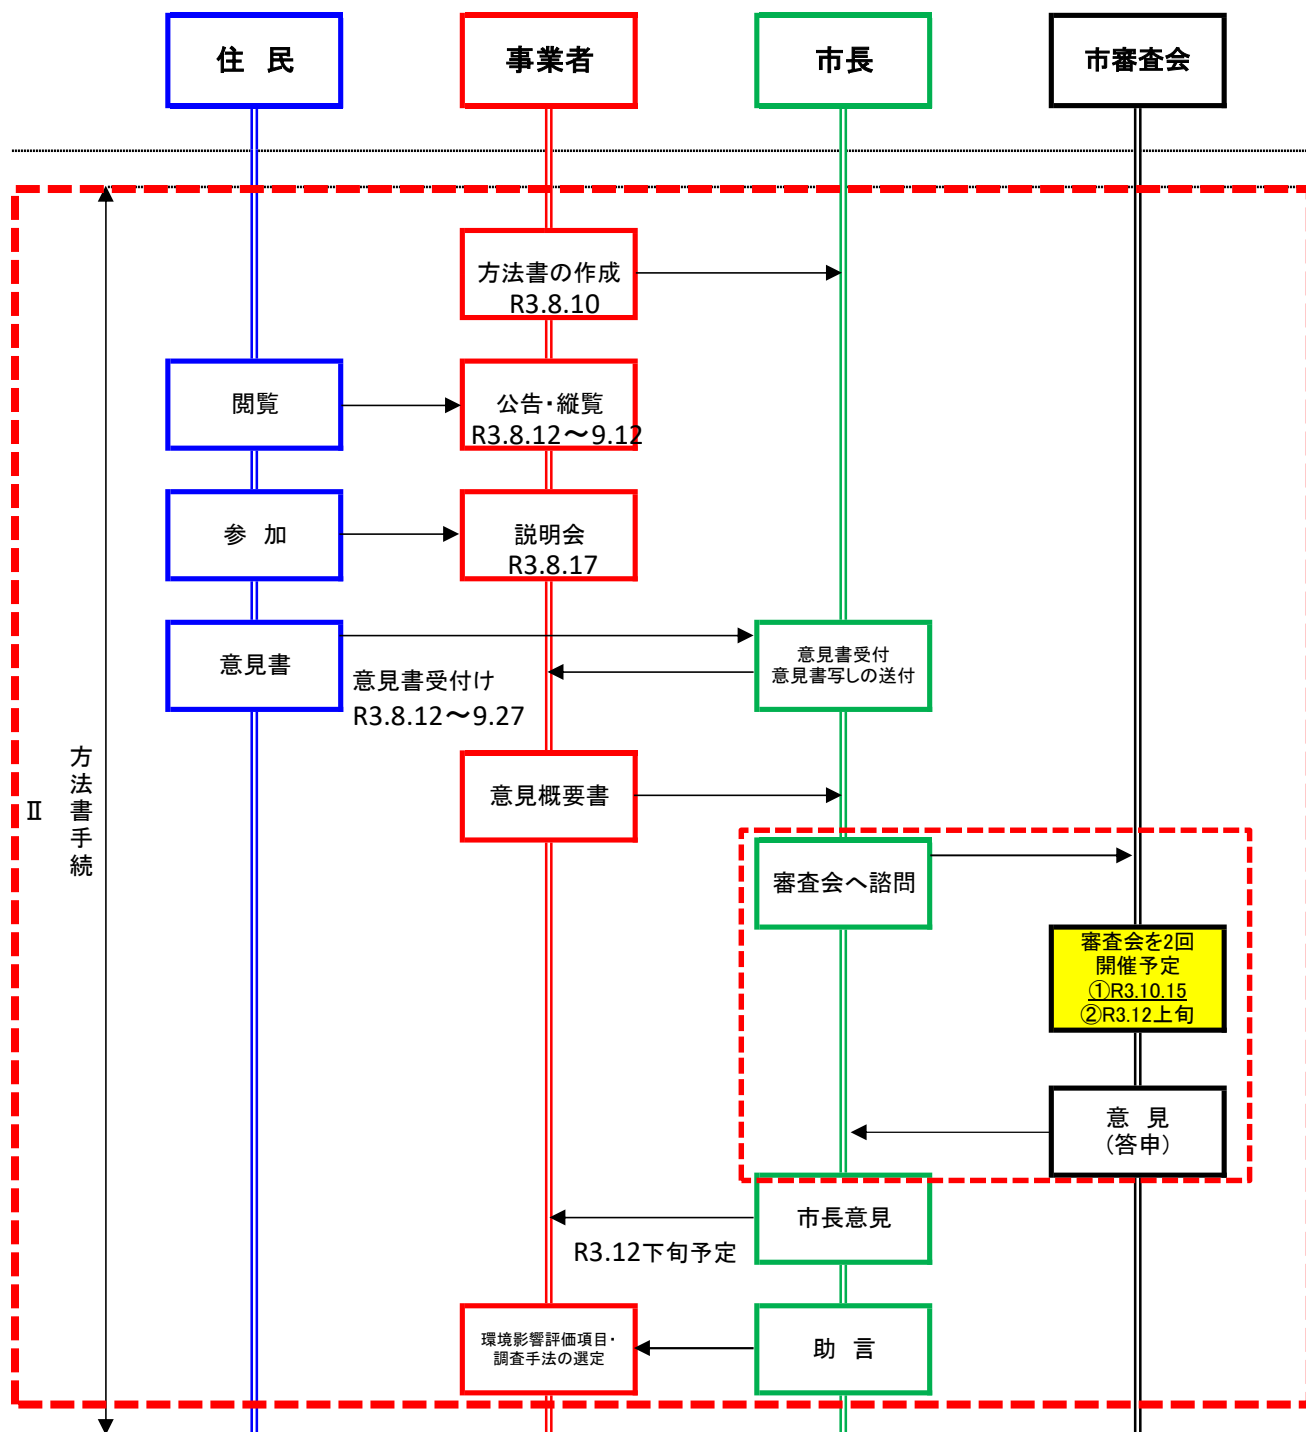 住 民
事業者
市長
市審査会
方法書の作成
R3.8.10
閲覧
公告・縦覧
R3.8.12～9.12
参 加
説明会
R3.8.17
意見書
意見書受付け
R3.8.12～9.27
意見書受付
意見書写しの送付
Ⅱ
方法書手続
意見概要書
審査会へ諮問
審査会を2回
開催予定
①R3.10.15
②R3.12上旬
意 見
(答申)
市長意見
R3.12下旬予定
環境影響評価項目・
調査手法の選定
助 言